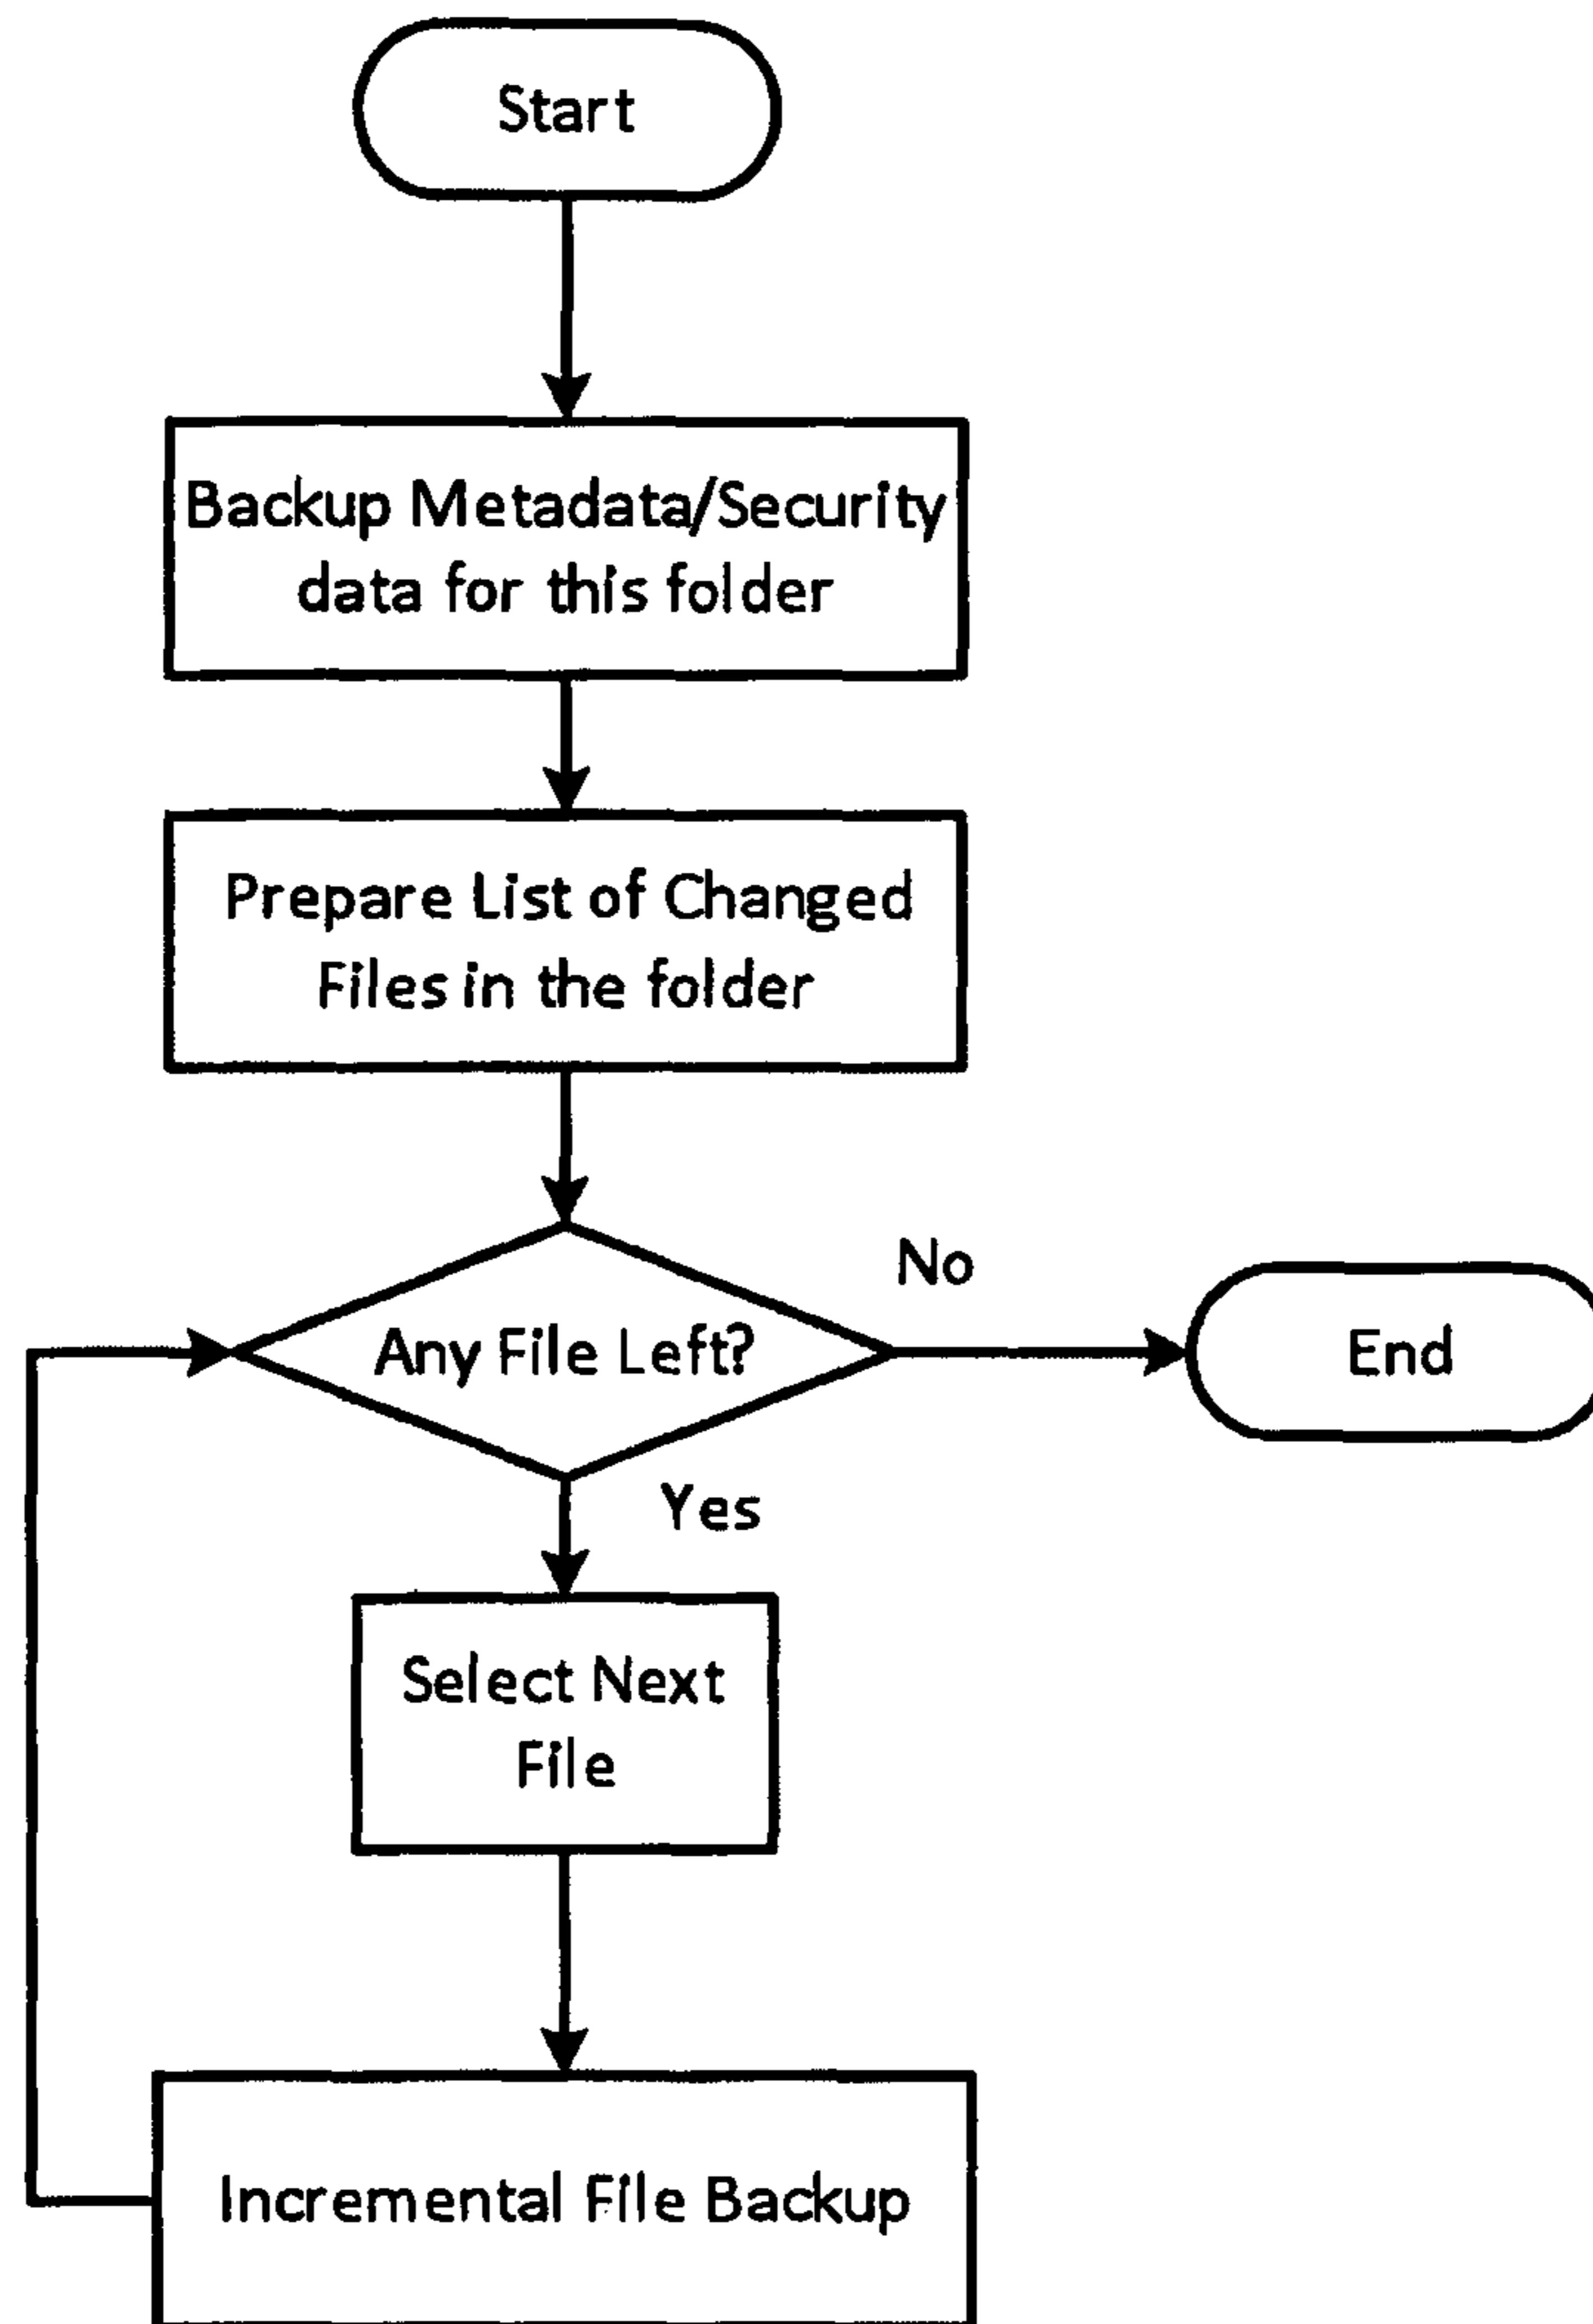 Start
Backup Metadata/Security
data for this folder
Prepare List of Changed
Files in the folder
Any File Left?
No
End
Yes
Select Next
File
Incremental File Backup